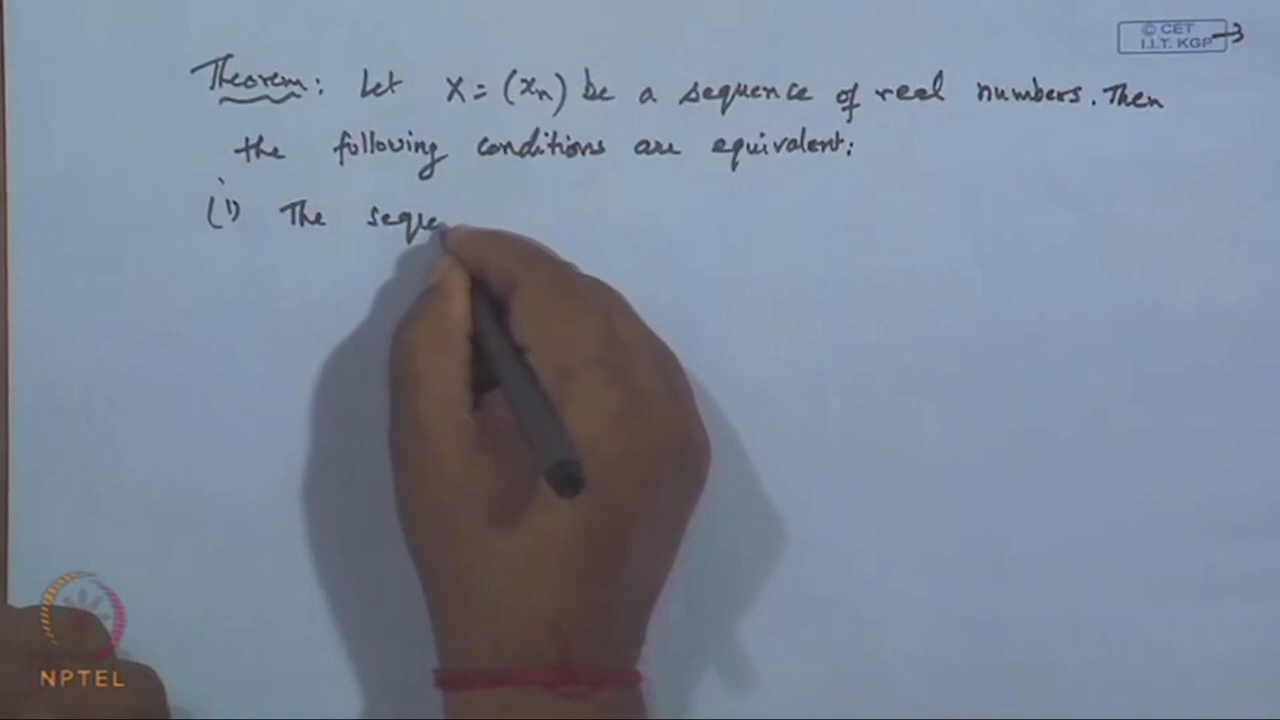 © CET
I.I.T. KGP
Theorem: Let X = (xₙ) be a sequence of real numbers. Then
the following conditions are equivalent:
(i) The seque
NPTEL